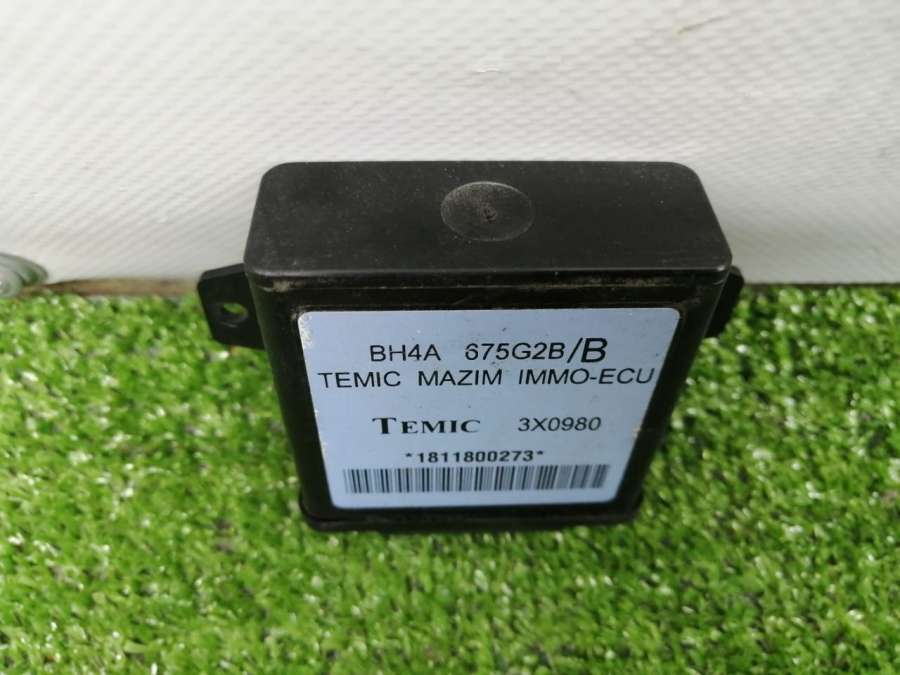 BH4A 675G2B/B
TEMIC MAZIM IMMO-ECU
TEMIC 3X0980
*1811800273*